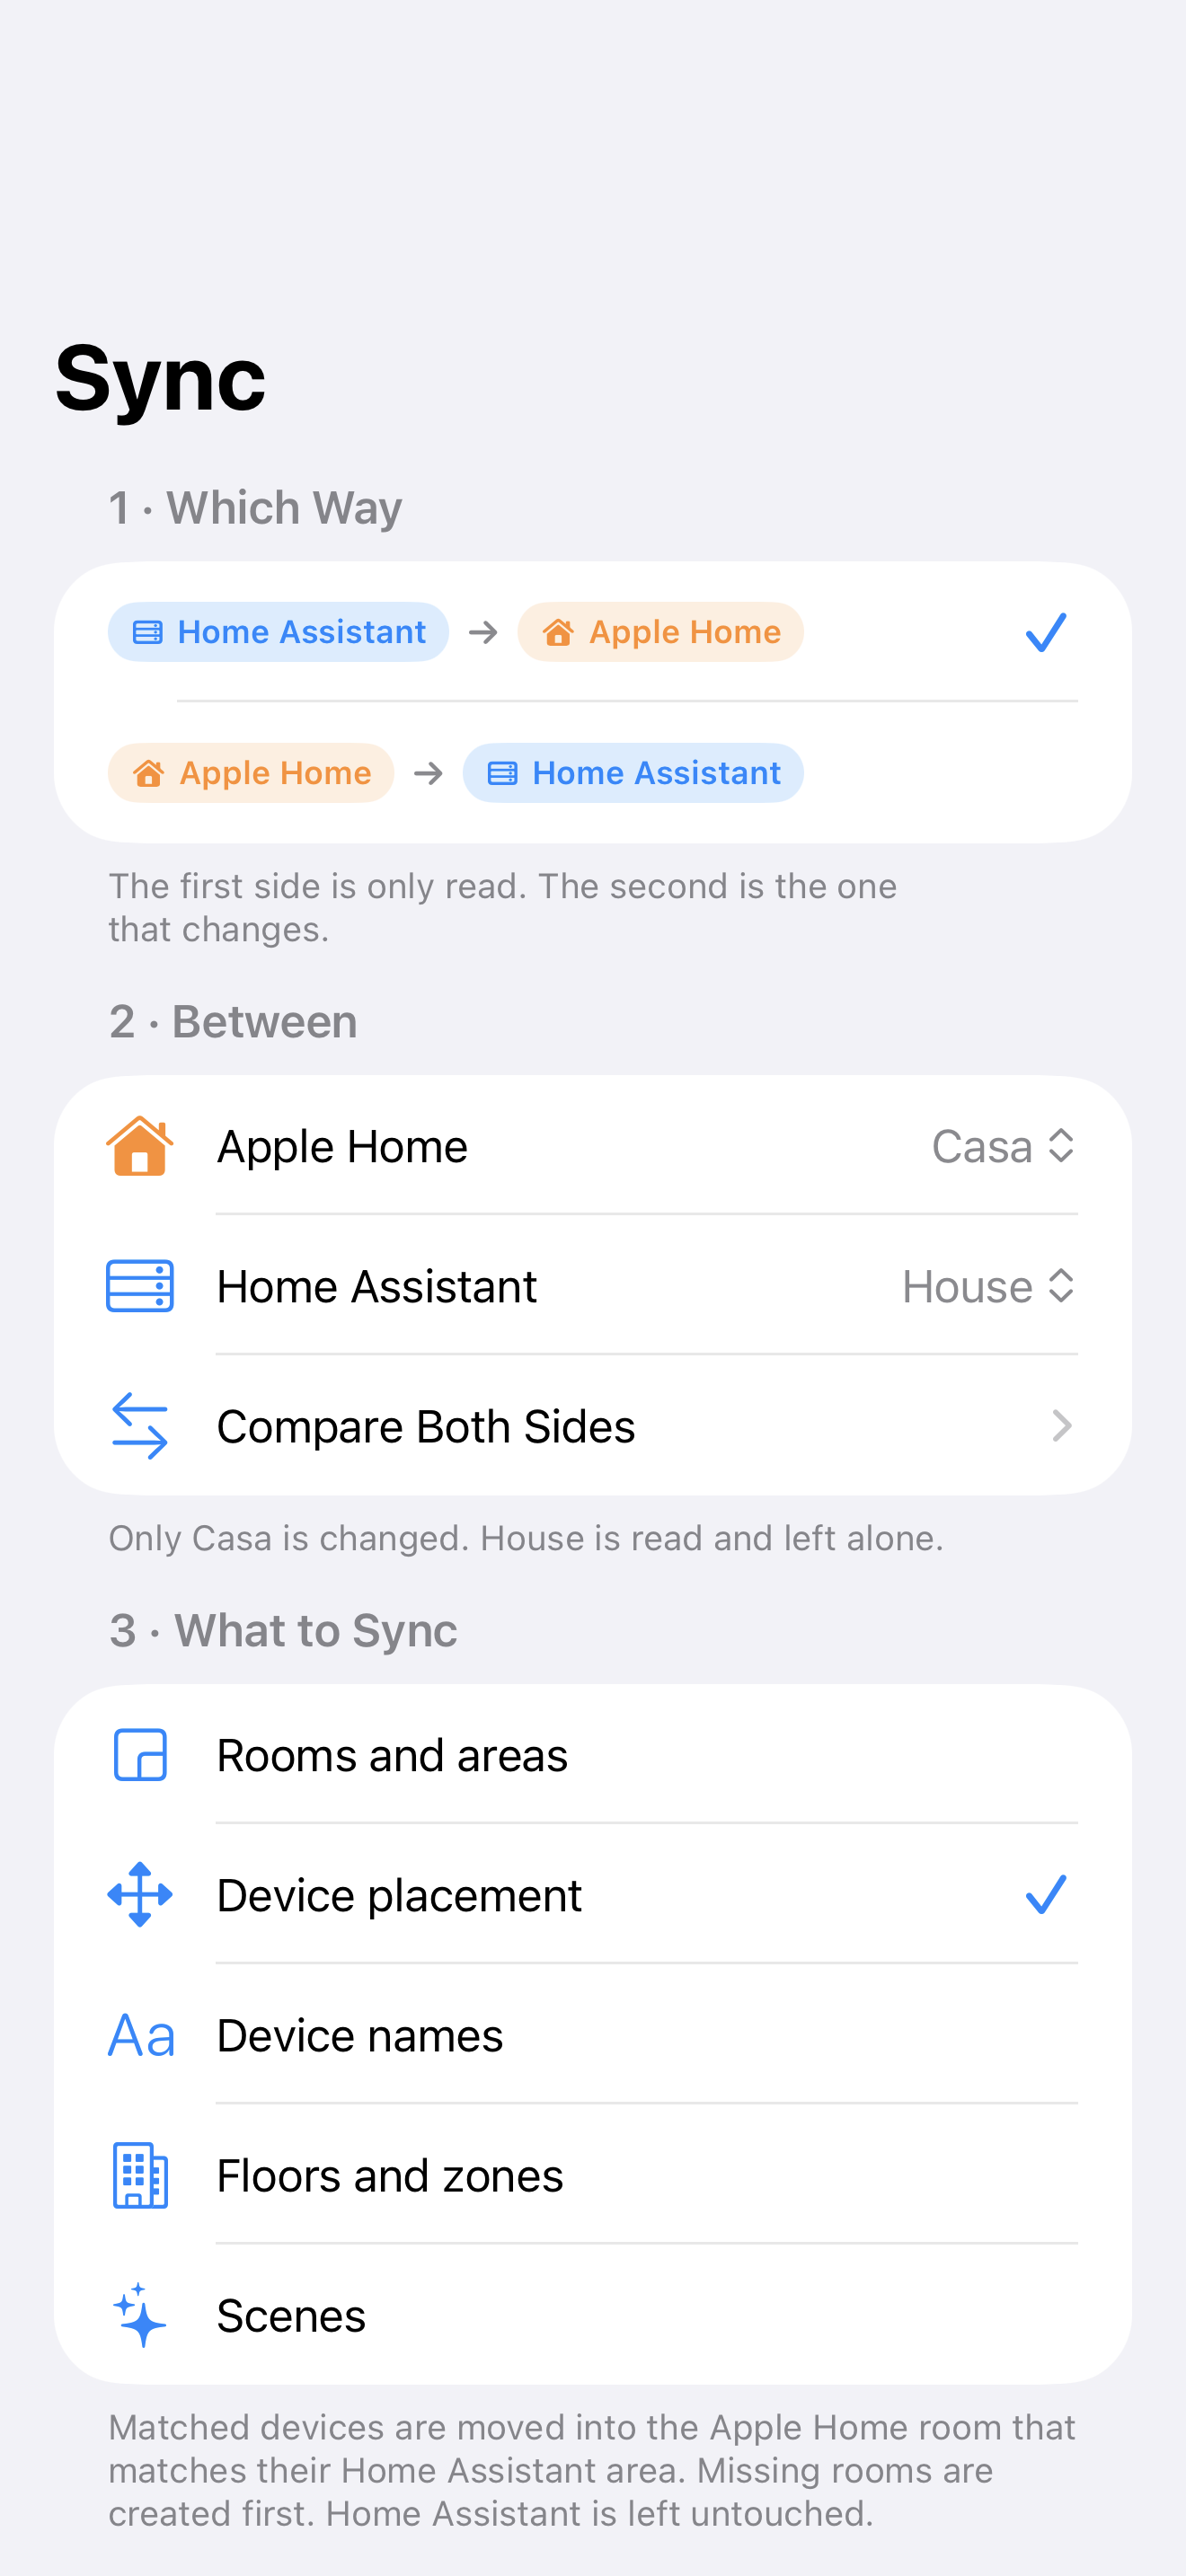 Sync
1 · Which Way
Home Assistant → Apple Home
Apple Home → Home Assistant
The first side is only read. The second is the one
that changes.
2 · Between
Apple Home Casa
Home Assistant House
Compare Both Sides
Only Casa is changed. House is read and left alone.
3 · What to Sync
Rooms and areas
Device placement
Aa Device names
Floors and zones
Scenes
Matched devices are moved into the Apple Home room that
matches their Home Assistant area. Missing rooms are
created first. Home Assistant is left untouched.